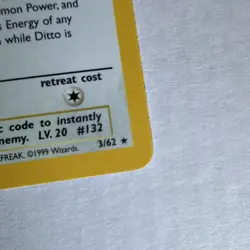 mon Power, and
s Energy of any
n while Ditto is
retreat cost
c code to instantly
nemy. LV. 20 #132
FREAK. ©1999 Wizards. 3/62 ★